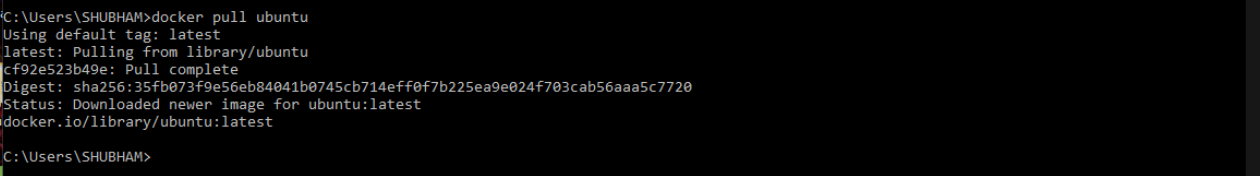 C:\Users\SHUBHAM>docker pull ubuntu
Using default tag: latest
latest: Pulling from library/ubuntu
cf92e523b49e: Pull complete
Digest: sha256:35fb073f9e56eb84041b0745cb714eff0f7b225ea9e024f703cab56aaa5c7720
Status: Downloaded newer image for ubuntu:latest
docker.io/library/ubuntu:latest
C:\Users\SHUBHAM>